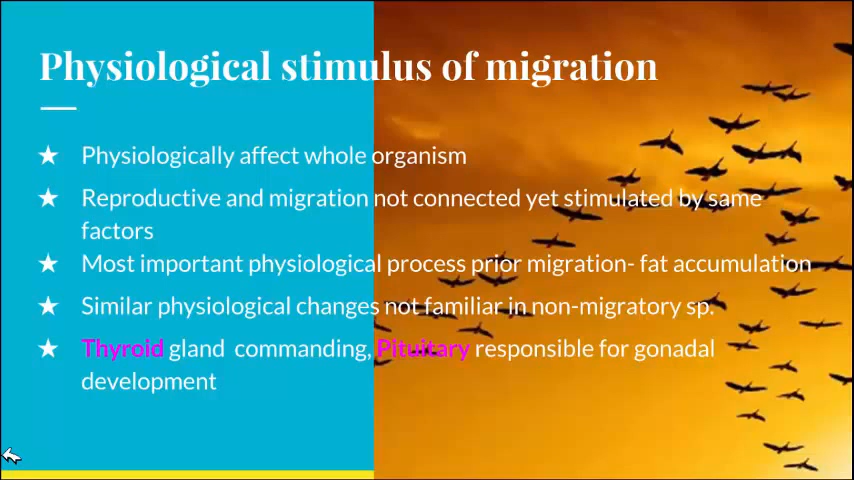 Physiological stimulus of migration
★ Physiologically affect whole organism
★ Reproductive and migration not connected yet stimulated by same
factors
★ Most important physiological process prior migration- fat accumulation
★ Similar physiological changes not familiar in non-migratory sp.
★ Thyroid gland commanding, Pituitary responsible for gonadal
development